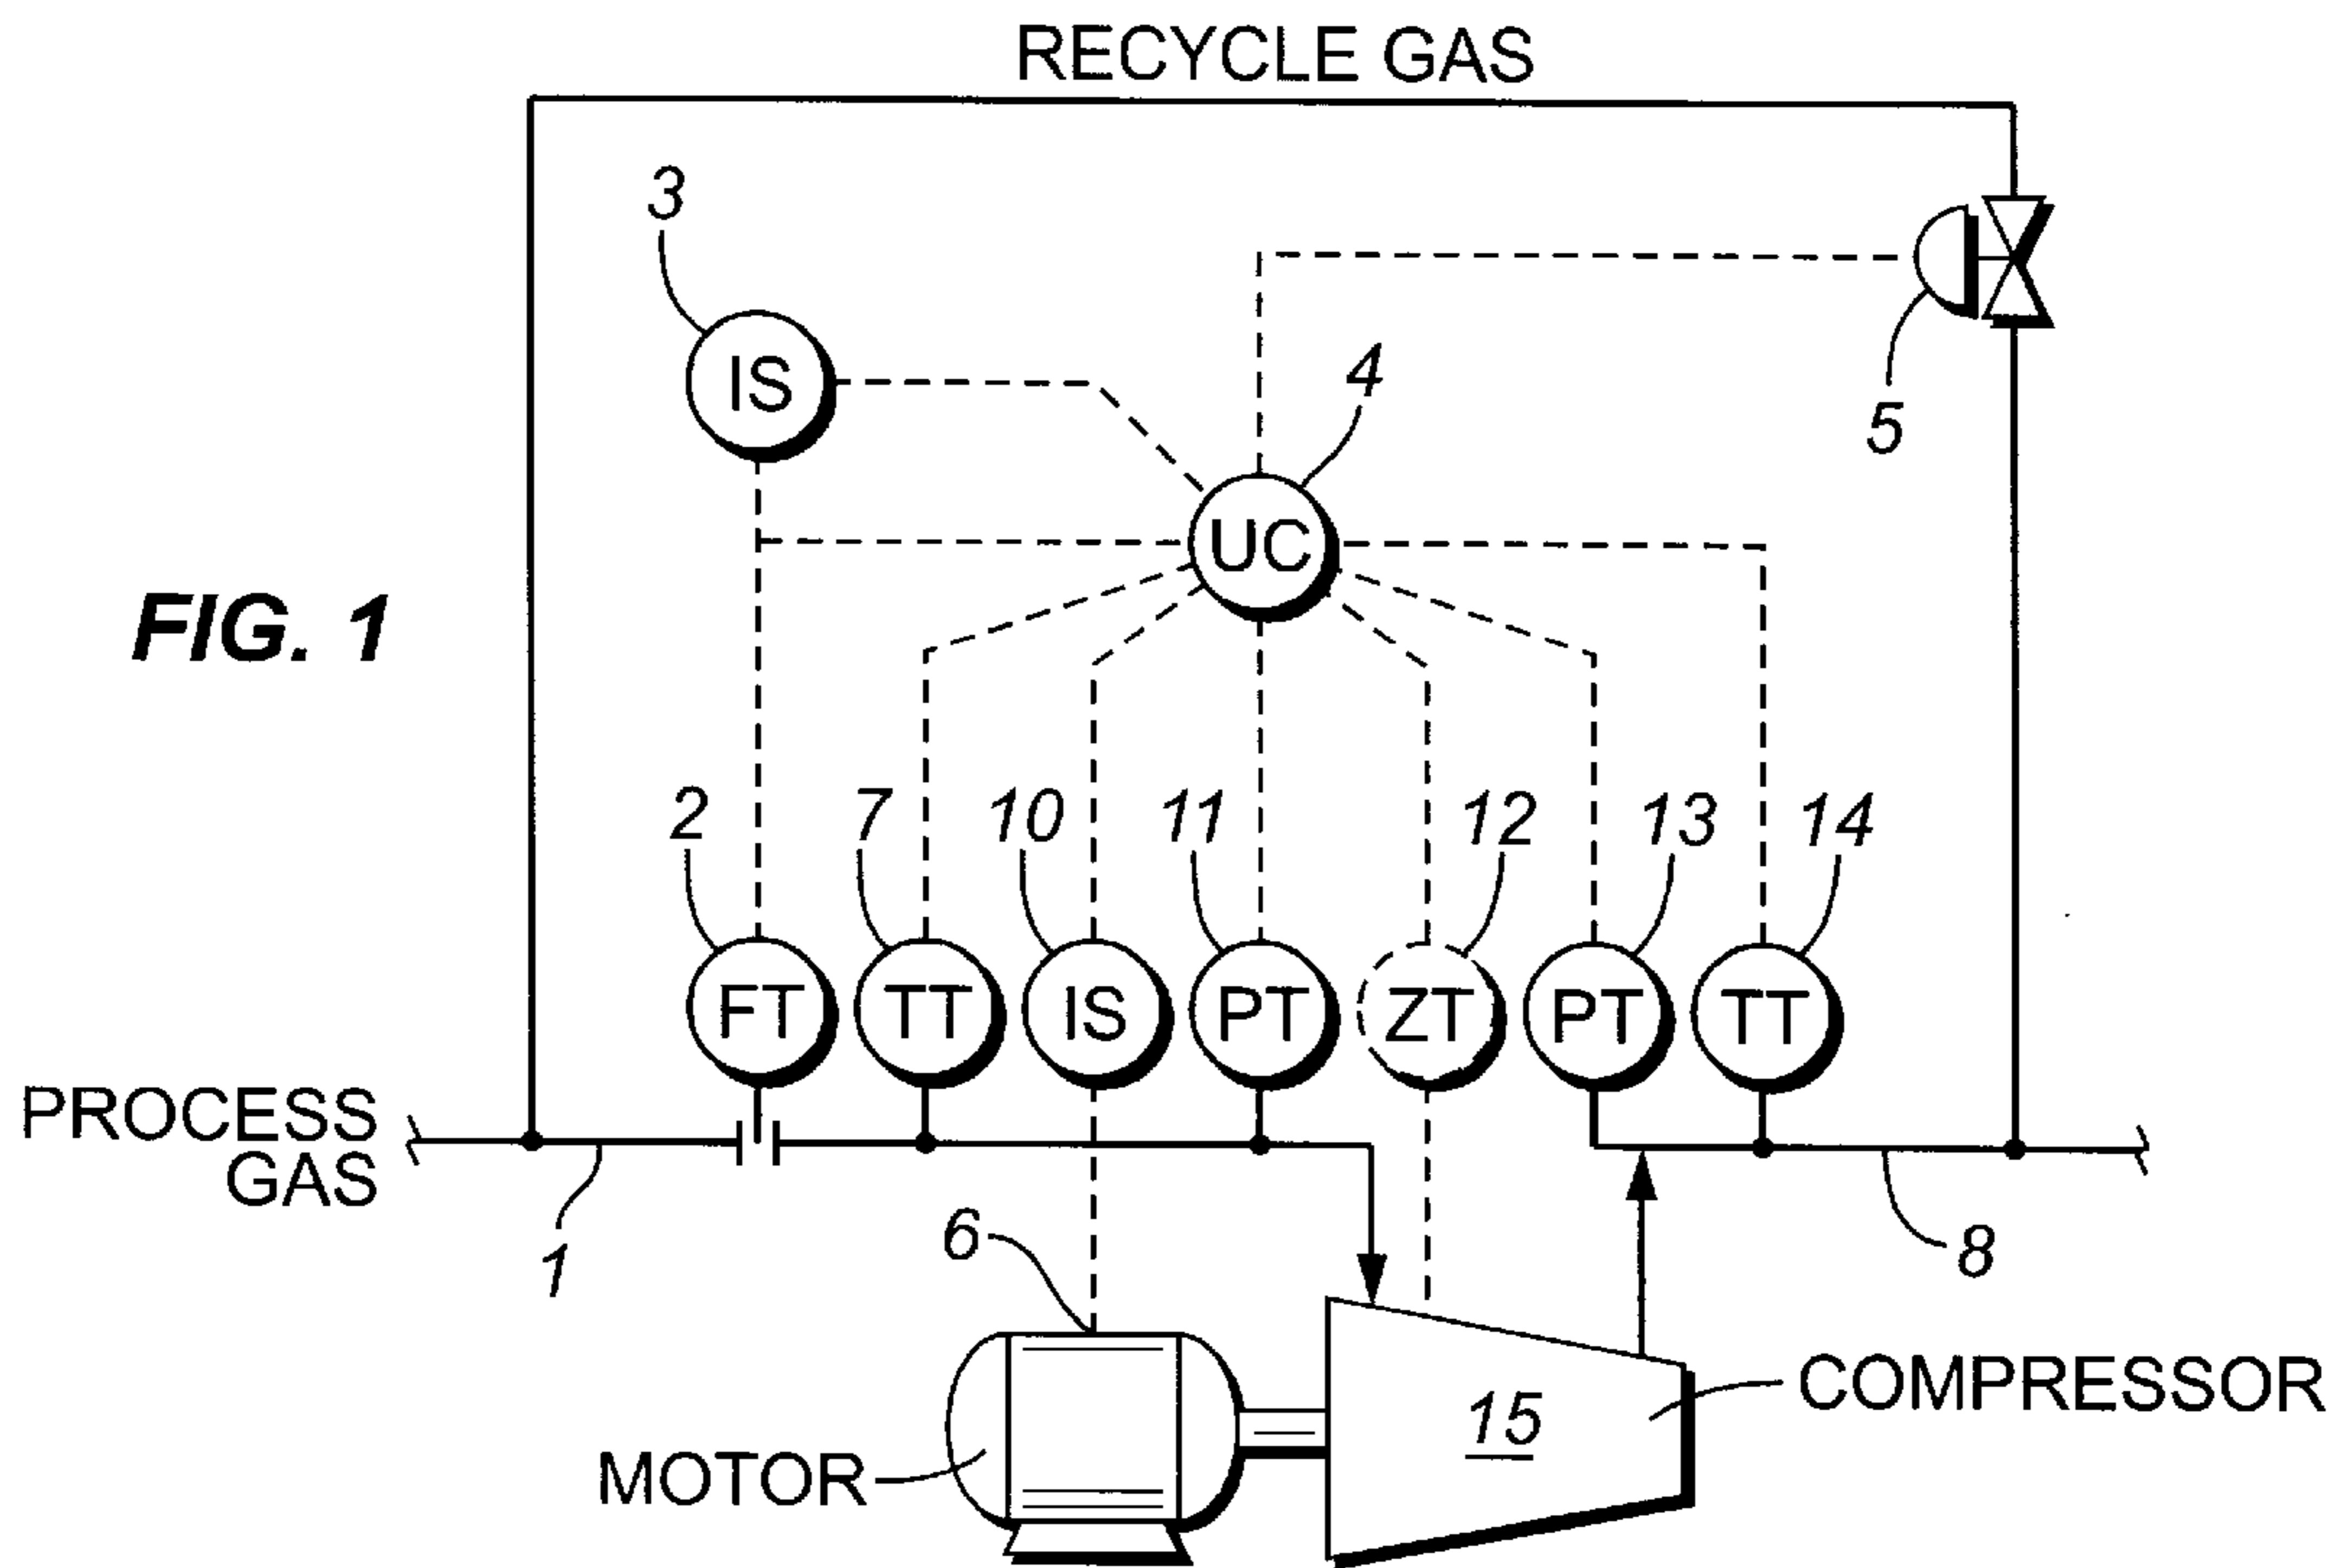 RECYCLE GAS
3
4
5
IS
UC
FIG. 1
2
7
10
11
12
13
14
FT
TT
IS
PT
ZT
PT
TT
PROCESS
GAS
1
6
8
15
COMPRESSOR
MOTOR